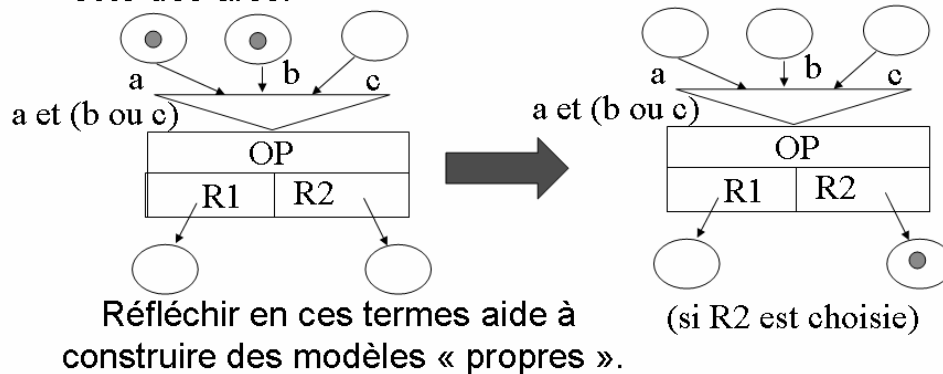 a
b
c
a et (b ou c)
OP
R1
R2
a
b
c
a et (b ou c)
OP
R1
R2
Réfléchir en ces termes aide à
construire des modèles « propres ».
(si R2 est choisie)